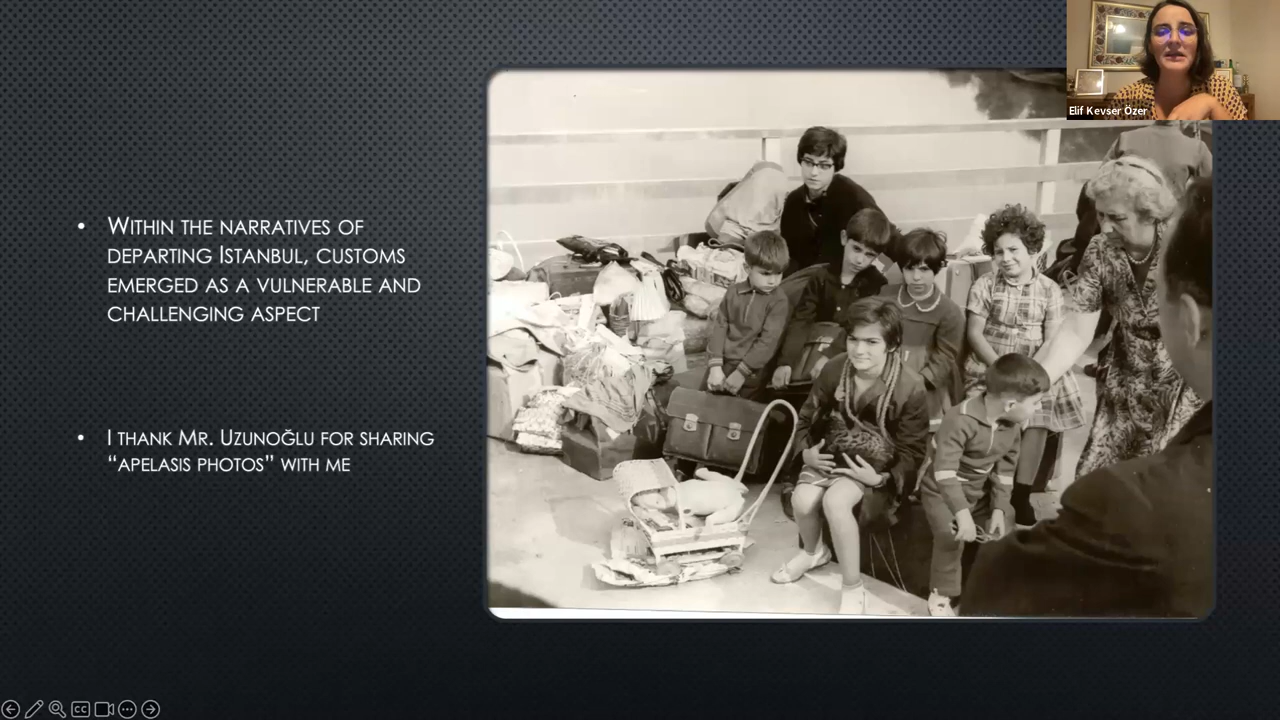 Elif Kevser Özer
• WITHIN THE NARRATIVES OF
DEPARTING ISTANBUL, CUSTOMS
EMERGED AS A VULNERABLE AND
CHALLENGING ASPECT
• I THANK MR. UZUNOĞLU FOR SHARING
“APELASIS PHOTOS” WITH ME
CC